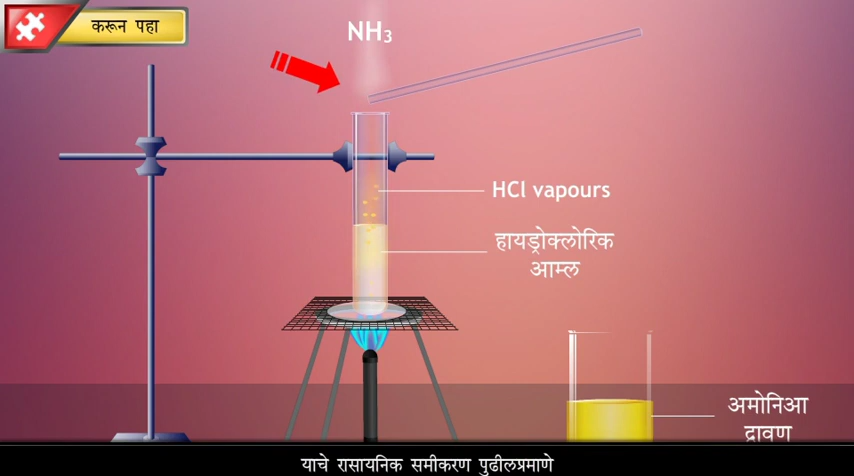 करून पहा
NH₃
HCl vapours
हायड्रोक्लोरिक
आम्ल
अमोनिआ
द्रावण
याचे रासायनिक समीकरण पुढीलप्रमाणे